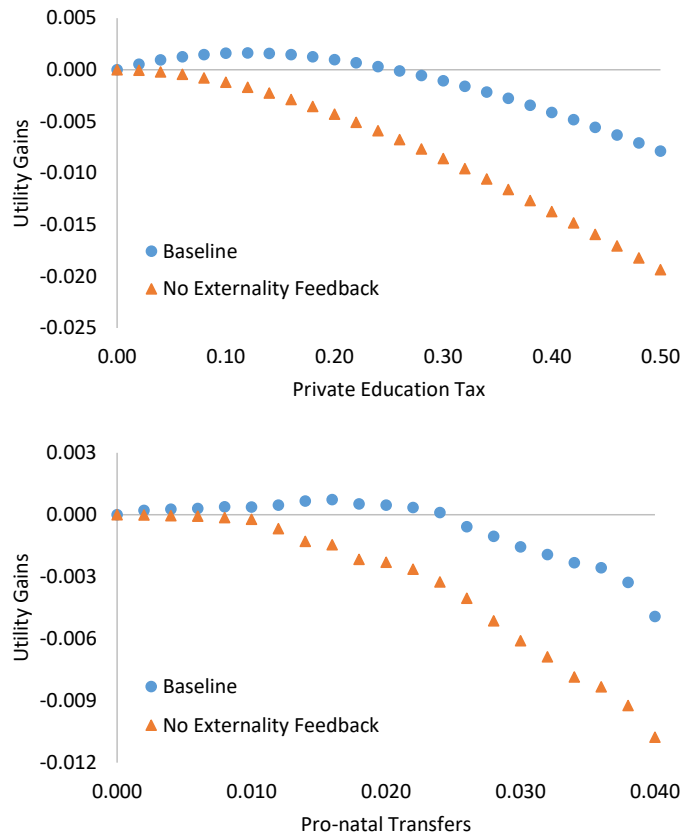 0.005
0.000
-0.005
-0.010
-0.015
-0.020
-0.025
Utility Gains
Baseline
No Externality Feedback
0.00 0.10 0.20 0.30 0.40 0.50
Private Education Tax
0.003
0.000
-0.003
-0.006
-0.009
-0.012
Utility Gains
Baseline
No Externality Feedback
0.000 0.010 0.020 0.030 0.040
Pro-natal Transfers